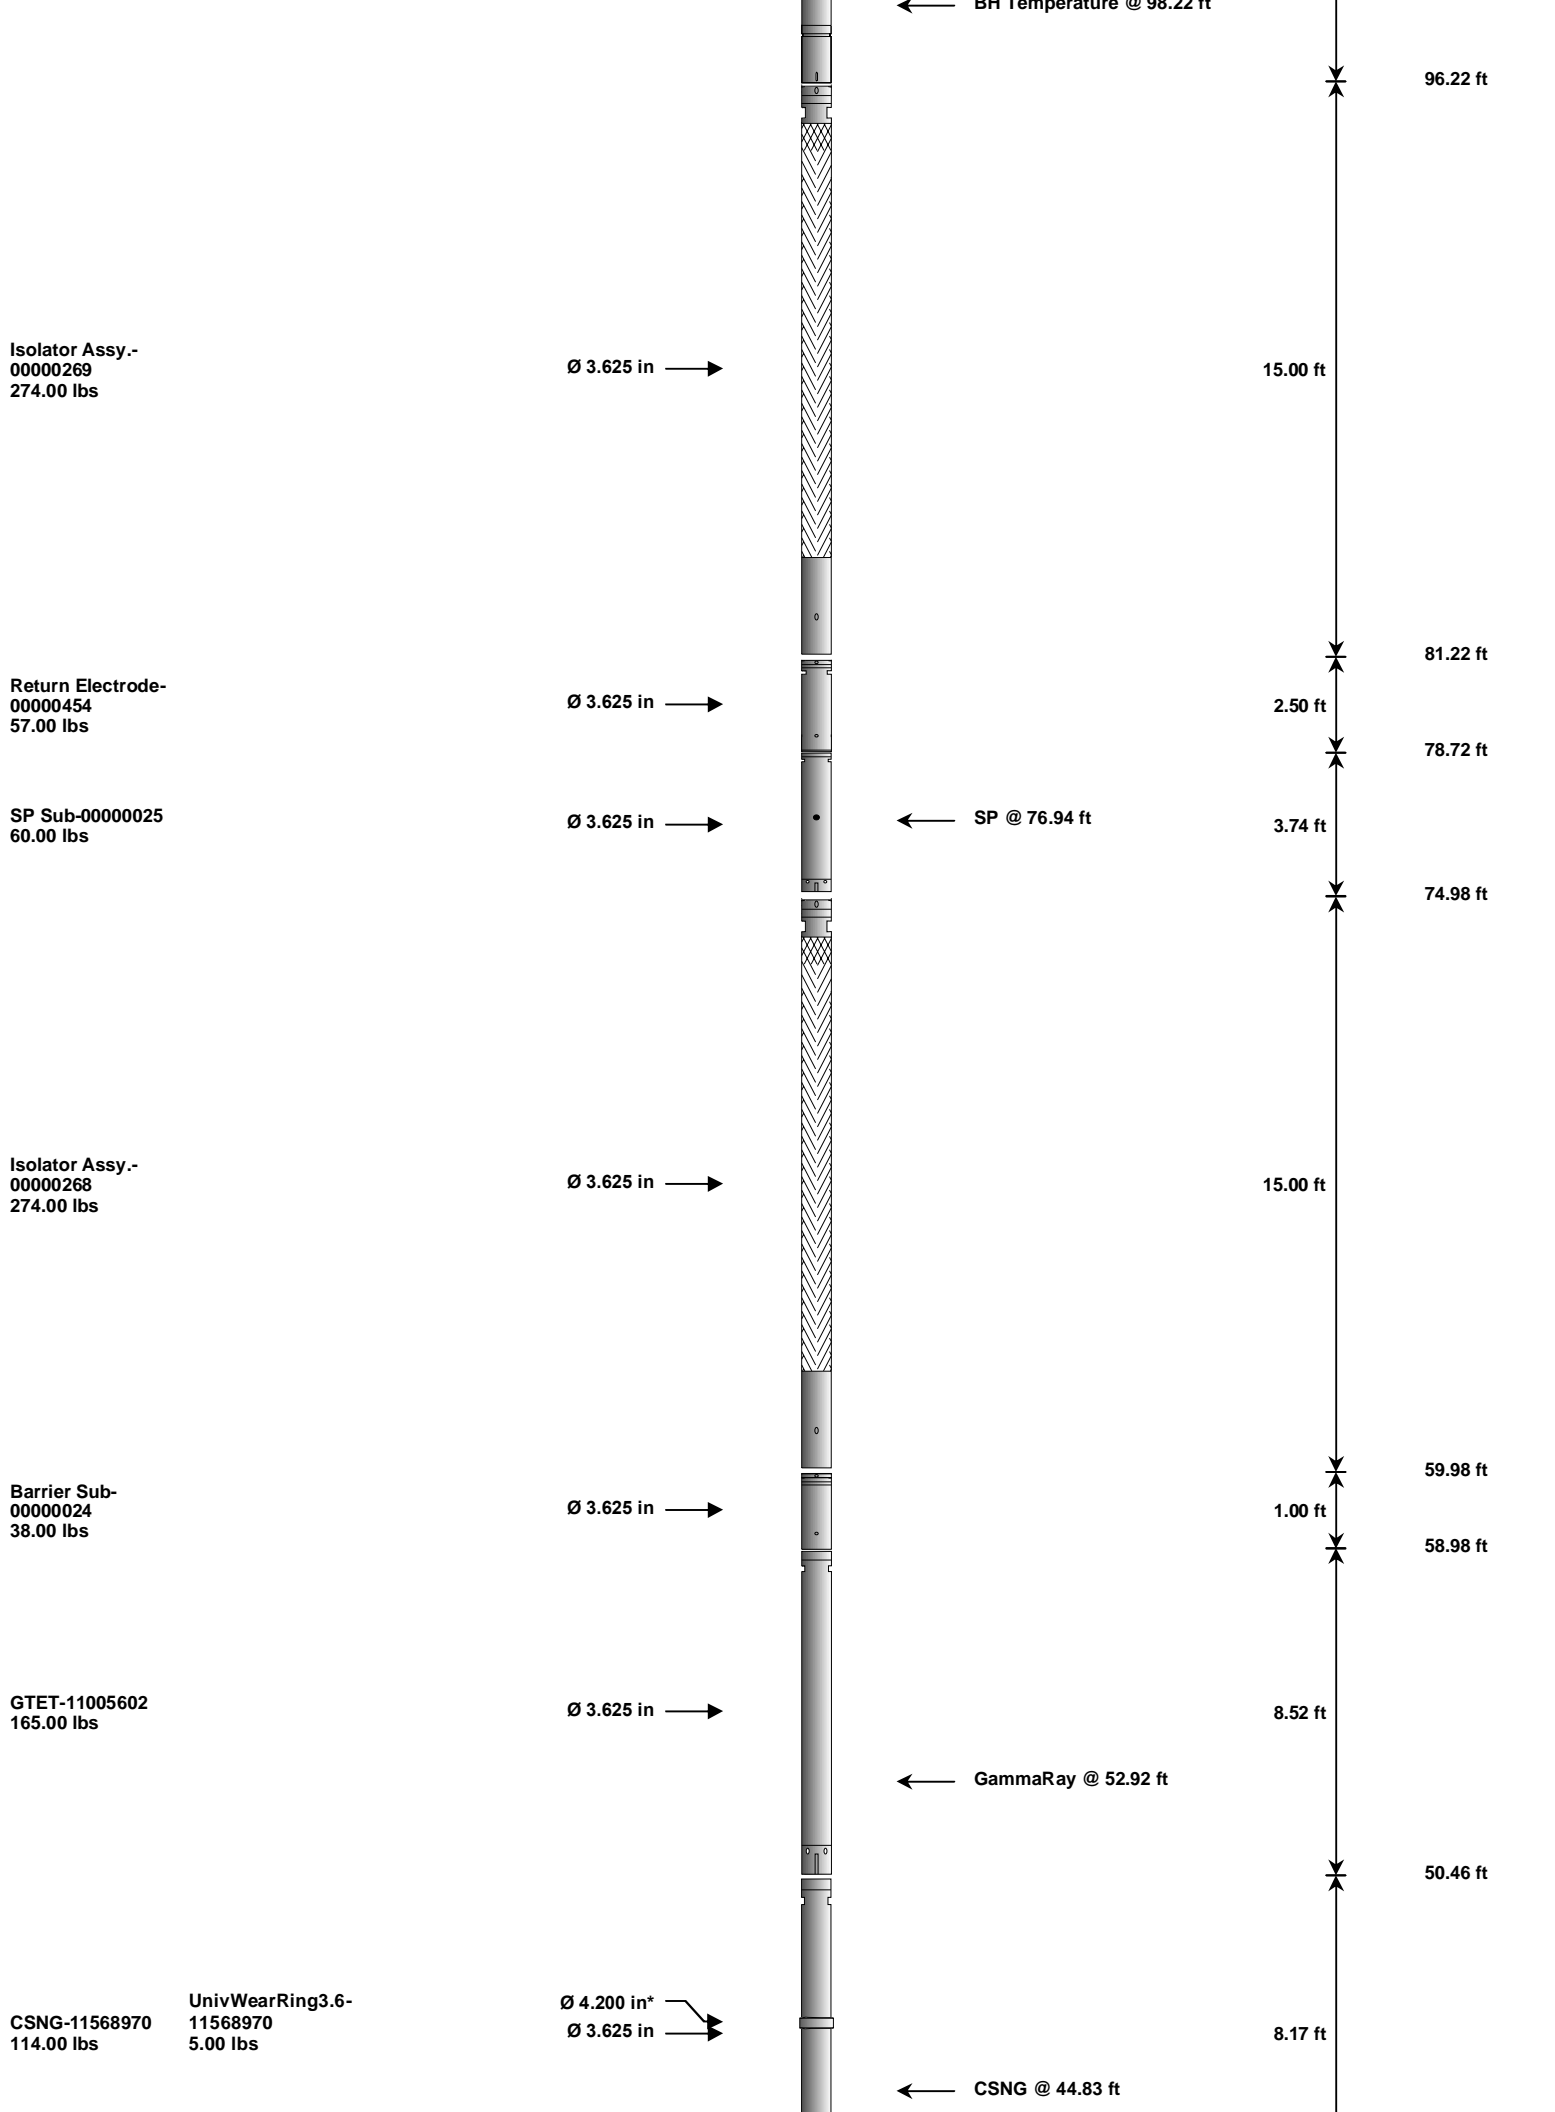 BH Temperature @ 98.22 ft
96.22 ft
Isolator Assy.-
00000269
274.00 lbs
Ø 3.625 in
15.00 ft
81.22 ft
Return Electrode-
00000454
57.00 lbs
Ø 3.625 in
2.50 ft
78.72 ft
SP Sub-00000025
60.00 lbs
Ø 3.625 in
SP @ 76.94 ft
3.74 ft
74.98 ft
Isolator Assy.-
00000268
274.00 lbs
Ø 3.625 in
15.00 ft
59.98 ft
Barrier Sub-
00000024
38.00 lbs
Ø 3.625 in
1.00 ft
58.98 ft
GTET-11005602
165.00 lbs
Ø 3.625 in
8.52 ft
GammaRay @ 52.92 ft
50.46 ft
CSNG-11568970
114.00 lbs
UnivWearRing3.6-
11568970
5.00 lbs
Ø 4.200 in*
Ø 3.625 in
8.17 ft
CSNG @ 44.83 ft